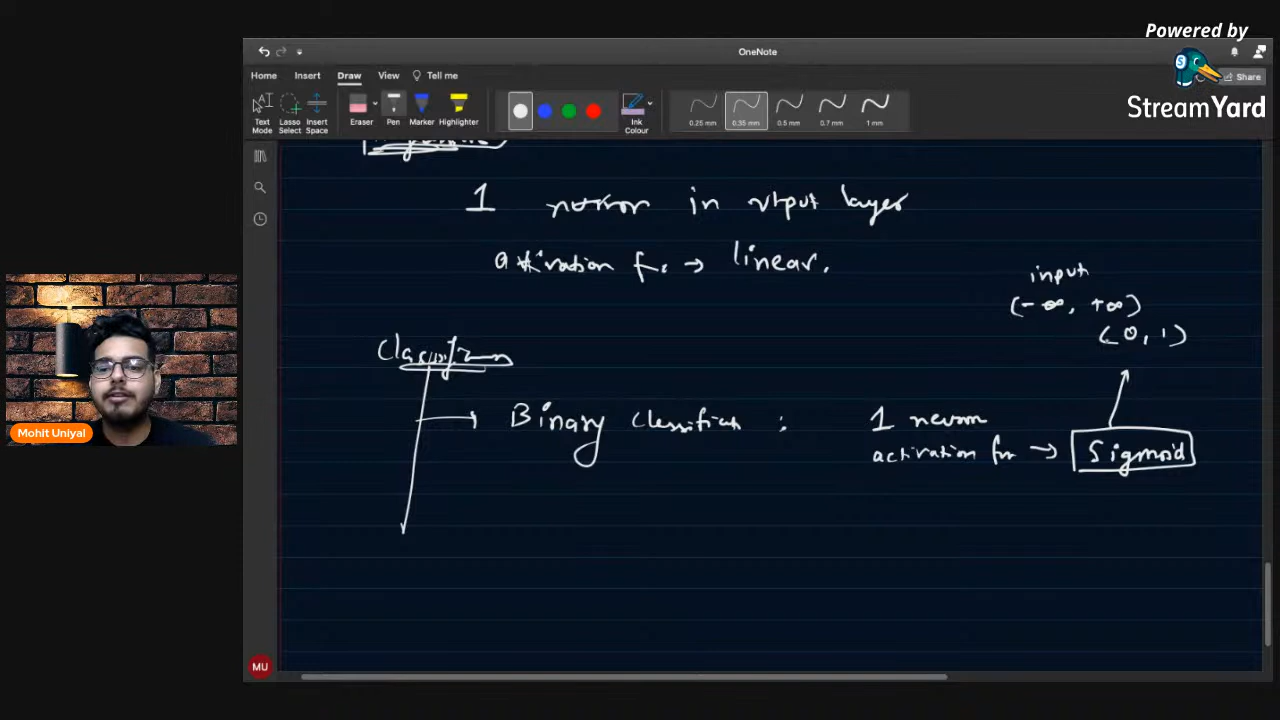 Powered by
StreamYard
OneNote
Share
Home Insert Draw View Tell me
Text Mode Lasso Select Insert Space Eraser Pen Marker Highlighter Ink Colour 0.25 mm 0.35 mm 0.5 mm 0.7 mm 1 mm
1 neuron in output layer
activation fn → linear.
input
(-∞, +∞)
(0, 1)
Classification
Binary Classification : 1 neuron
activation fn → Sigmoid
Mohit Uniyal
MU